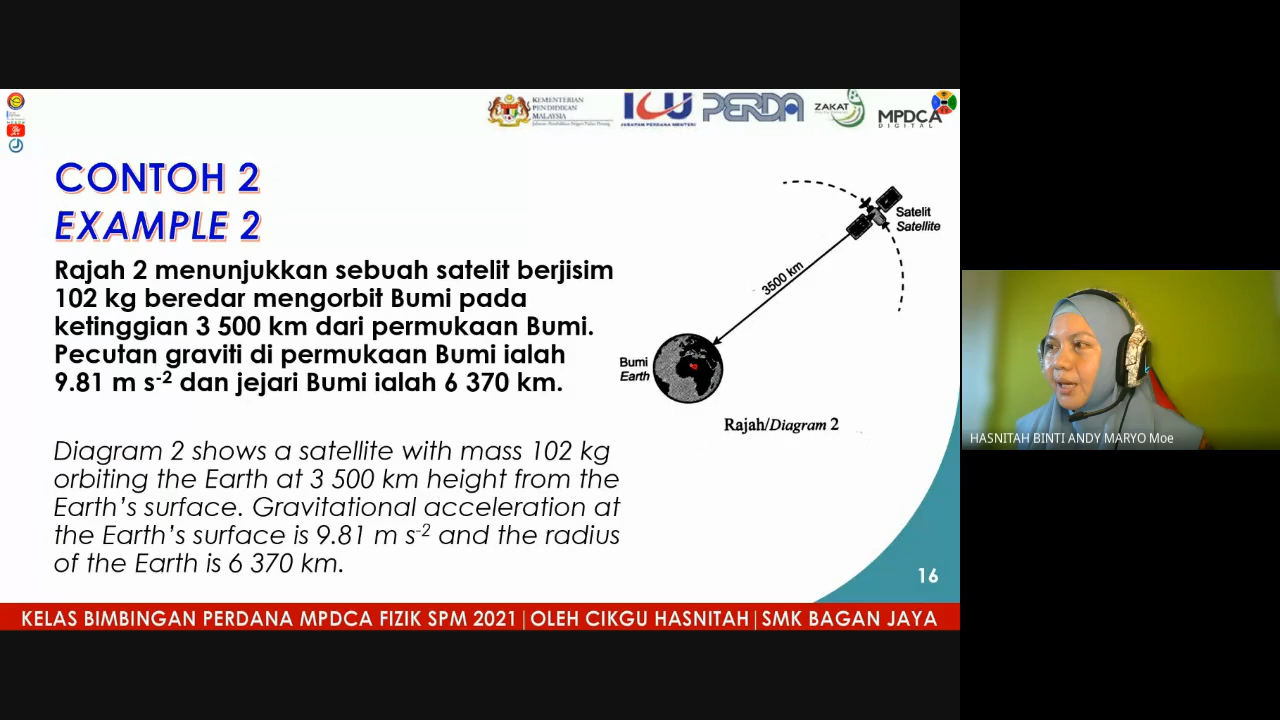 KEMENTERIAN
PENDIDIKAN
MALAYSIA
ICU
JABATAN PERDANA MENTERI
PERDA
ZAKAT
MPDCA
DIGITAL
CONTOH 2
EXAMPLE 2
Rajah 2 menunjukkan sebuah satelit berjisim
102 kg beredar mengorbit Bumi pada
ketinggian 3 500 km dari permukaan Bumi.
Pecutan graviti di permukaan Bumi ialah
9.81 m s⁻² dan jejari Bumi ialah 6 370 km.
Diagram 2 shows a satellite with mass 102 kg
orbiting the Earth at 3 500 km height from the
Earth's surface. Gravitational acceleration at
the Earth's surface is 9.81 m s⁻² and the radius
of the Earth is 6 370 km.
Satelit
Satellite
3500 km
Bumi
Earth
Rajah/Diagram 2
16
KELAS BIMBINGAN PERDANA MPDCA FIZIK SPM 2021|OLEH CIKGU HASNITAH|SMK BAGAN JAYA
HASNITAH BINTI ANDY MARYO Moe